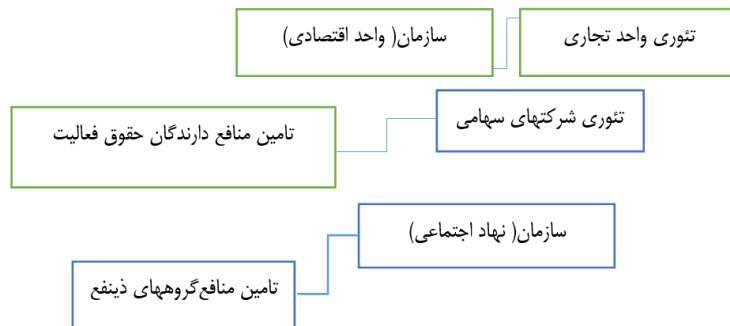 تئوری واحد تجاری
سازمان( واحد اقتصادی)
تئوری شرکتهای سهامی
تامین منافع دارندگان حقوق فعالیت
سازمان( نهاد اجتماعی)
تامین منافع گروههای ذینفع